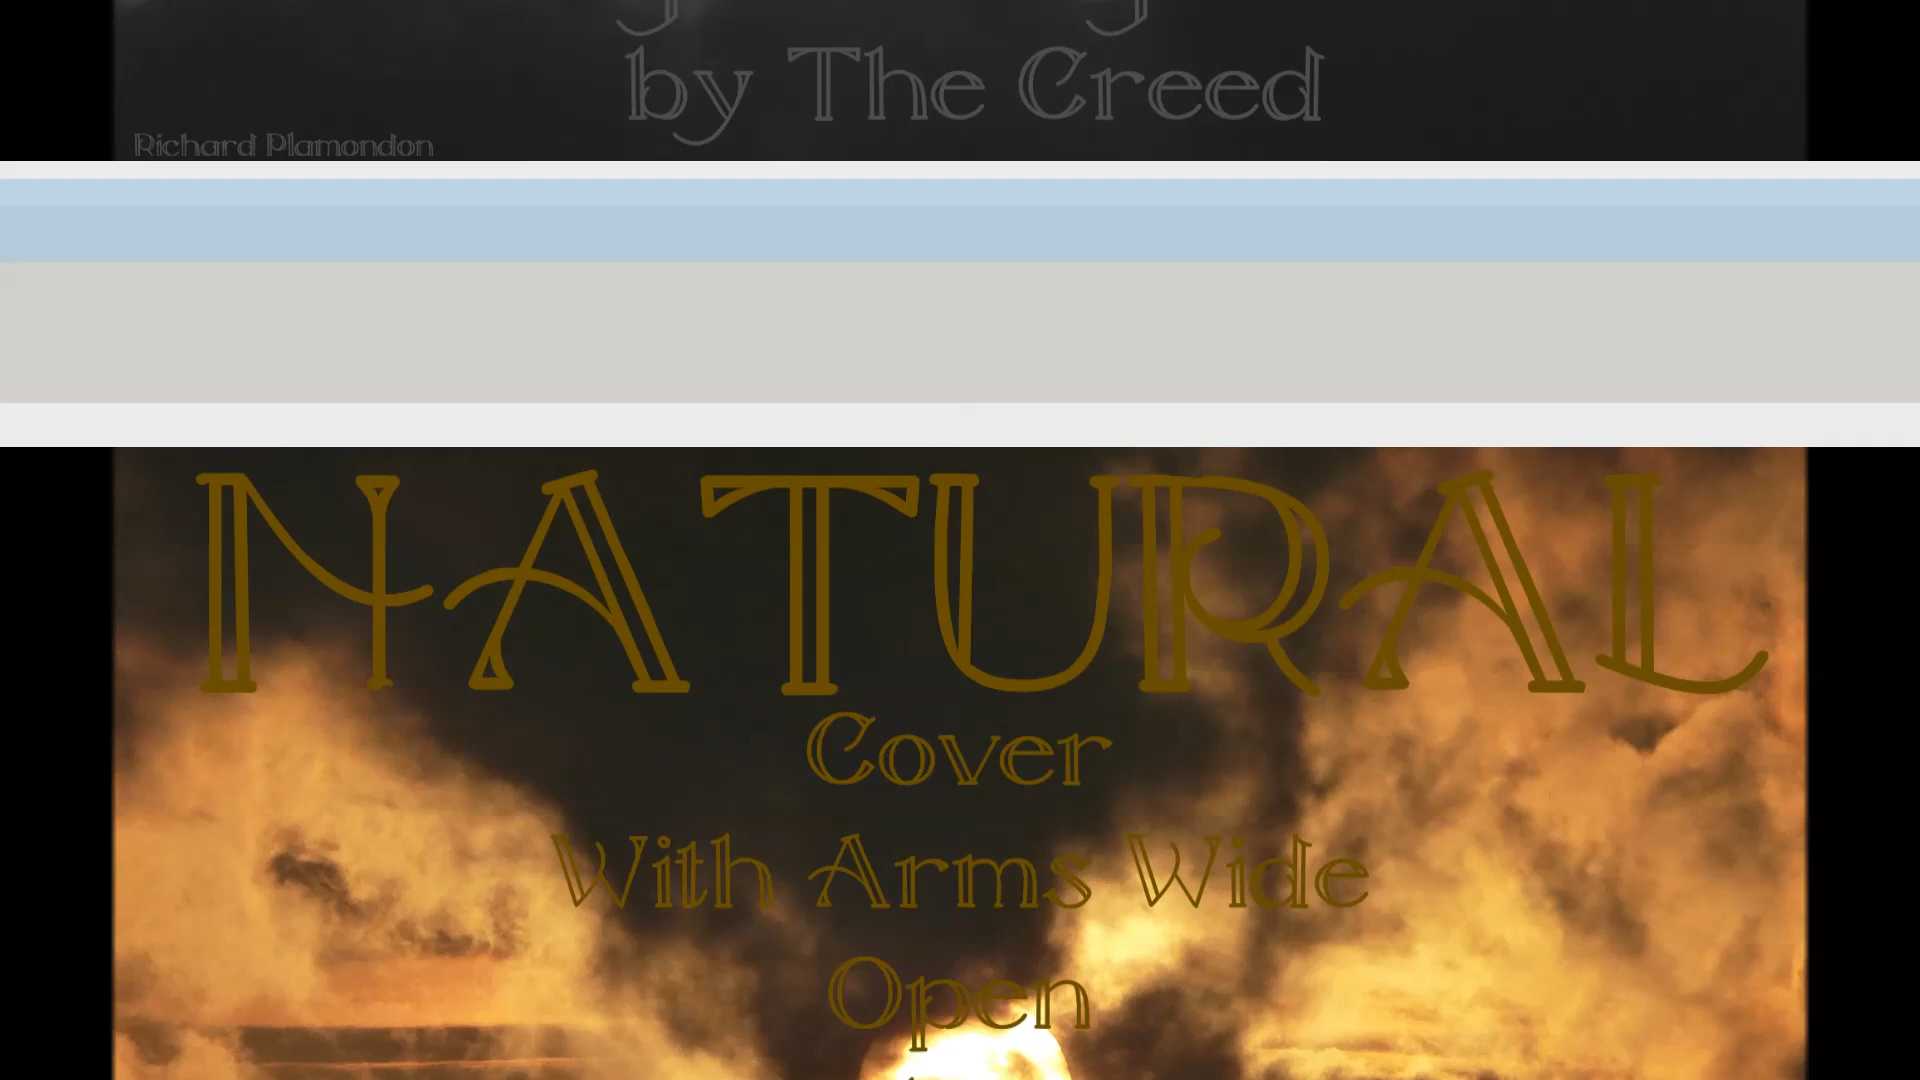 by The Creed
Richard Plamondon
NATURAL
Cover
With Arms Wide
Open